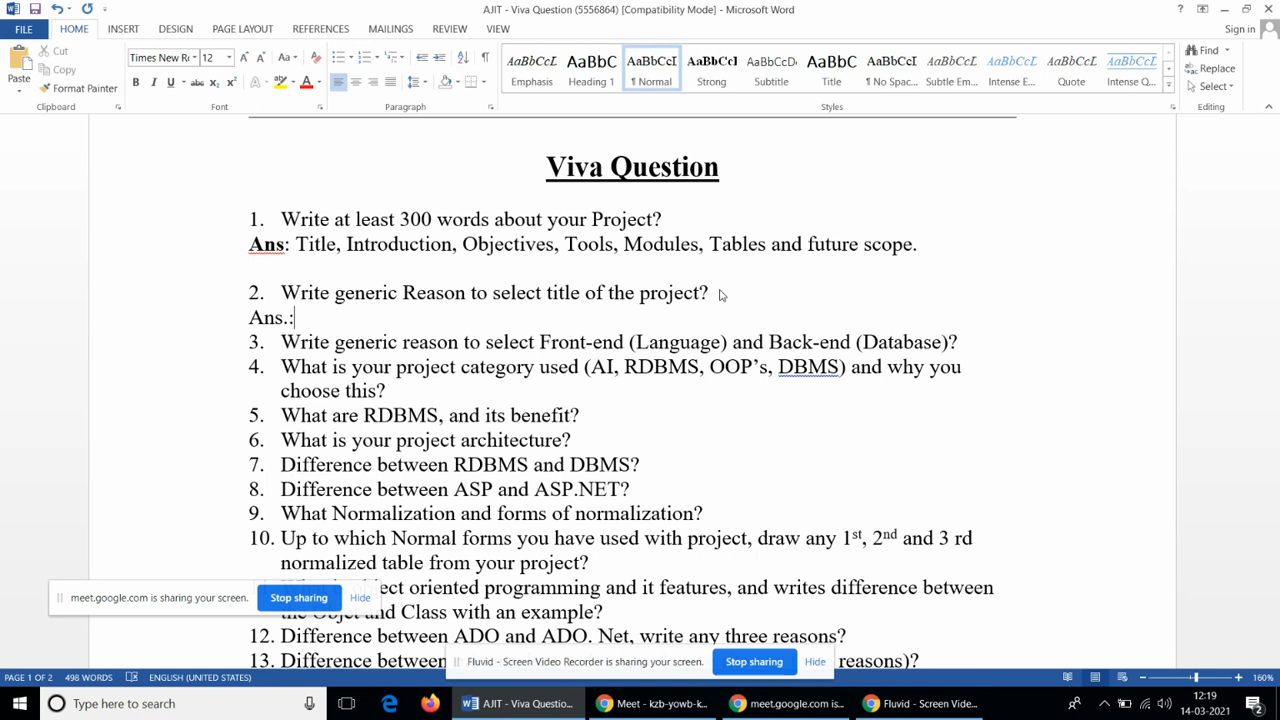 AJIT - Viva Question (5556864) [Compatibility Mode] - Microsoft Word
FILE HOME INSERT DESIGN PAGE LAYOUT REFERENCES MAILINGS REVIEW VIEW Sign in
Paste Cut Copy Format Painter
Times New Ro 12 Aa
B I U abc X₂ X² A
AaBbCcL AaBbC AaBbCcI AaBbCcL AaBbCcD AaBbC AaBbCcL AaBbCcI AaBbCcL AaBbCcL AaBbCcL
Emphasis Heading 1 ¶ Normal Strong Subtitle Title ¶ No Spac... Subtle Em... Intense E... Quote Intense Q...
Find Replace Select
Clipboard Font Paragraph Styles Editing
Viva Question
1. Write at least 300 words about your Project?
Ans: Title, Introduction, Objectives, Tools, Modules, Tables and future scope.
2. Write generic Reason to select title of the project?
Ans.:
3. Write generic reason to select Front-end (Language) and Back-end (Database)?
4. What is your project category used (AI, RDBMS, OOP’s, DBMS) and why you
choose this?
5. What are RDBMS, and its benefit?
6. What is your project architecture?
7. Difference between RDBMS and DBMS?
8. Difference between ASP and ASP.NET?
9. What Normalization and forms of normalization?
10. Up to which Normal forms you have used with project, draw any 1st, 2nd and 3 rd
normalized table from your project?
oriented programming and it features, and writes difference between
the Objet and Class with an example?
12. Difference between ADO and ADO. Net, write any three reasons?
13. Difference between reasons)?
meet.google.com is sharing your screen. Stop sharing Hide
Fluvid - Screen Video Recorder is sharing your screen. Stop sharing Hide
PAGE 1 OF 2 498 WORDS ENGLISH (UNITED STATES) 160%
Type here to search
AJIT - Viva Questio... Meet - kzb-yowb-k... meet.google.com is... Fluvid - Screen Vid...
12:19
14-03-2021
2